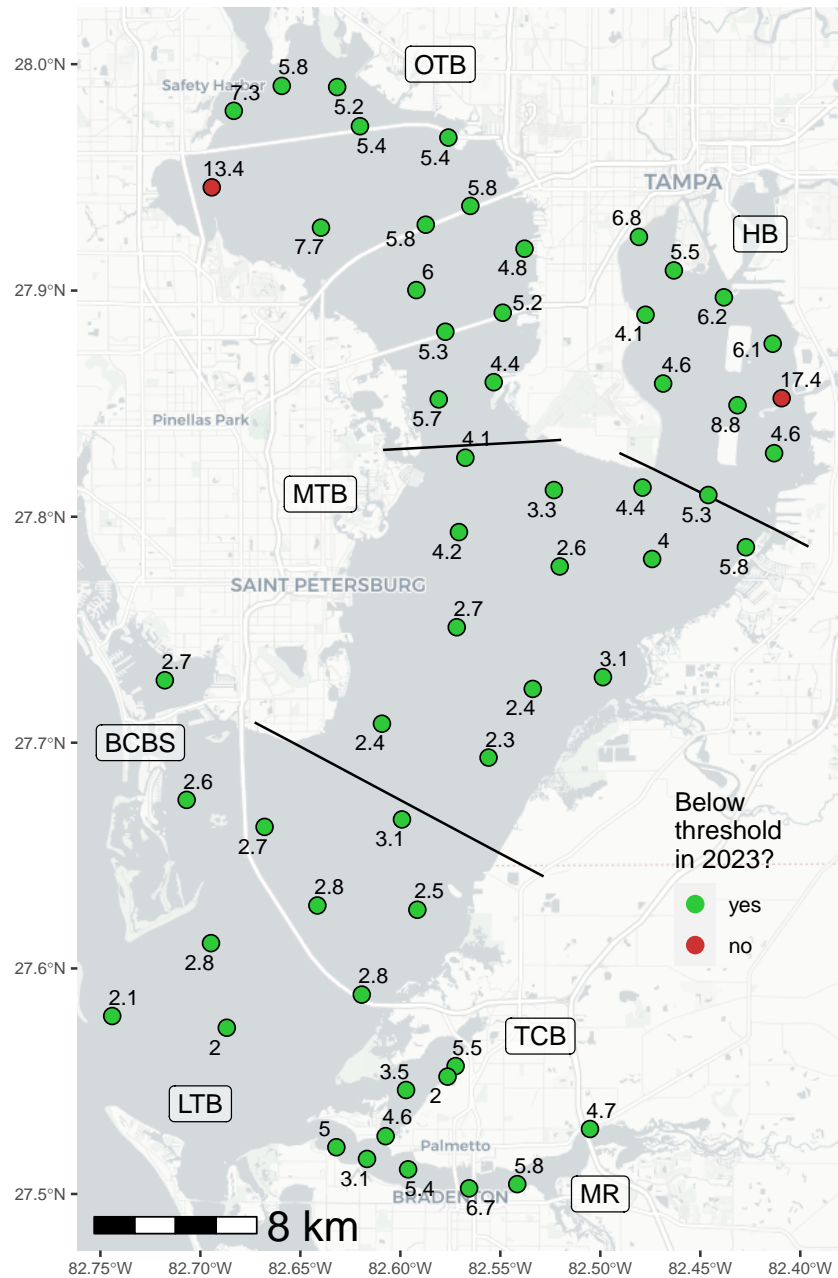 28.0°N
27.9°N
27.8°N
27.7°N
27.6°N
27.5°N
OTB
5.8
Safety Harbor
7.3
5.2
5.4
5.4
13.4
TAMPA
5.8
6.8
HB
5.8
7.7
4.8
5.5
6
6.2
5.2
4.1
5.3
6.1
4.4
4.6
17.4
5.7
Pinellas Park
8.8
4.1
4.6
MTB
3.3
4.4
5.3
4.2
2.6
4
5.8
SAINT PETERSBURG
2.7
2.7
3.1
2.4
BCBS
2.4
2.3
2.6
Below
threshold
in 2023?
yes
no
2.7
3.1
2.8
2.5
2.8
2.8
2.1
2
TCB
5.5
3.5
2
LTB
4.6
4.7
5
Palmetto
3.1
5.4
5.8
BRADENTON
6.7
MR
8 km
82.75°W
82.70°W
82.65°W
82.60°W
82.55°W
82.50°W
82.45°W
82.40°W